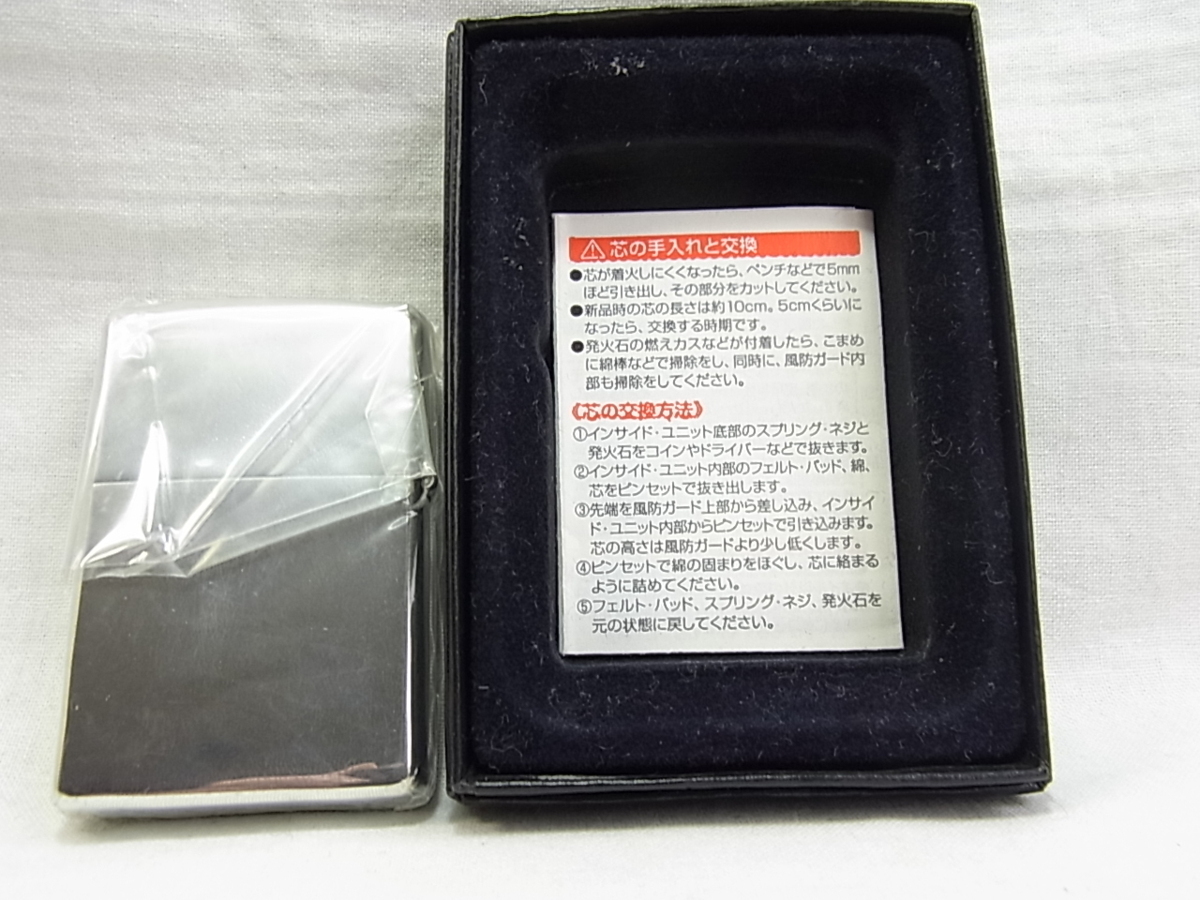 ⚠芯の手入れと交換
●芯が着火しにくくなったら、ペンチなどで5mm
ほど引き出し、その部分をカットしてください。
●新品時の芯の長さは約10cm。5cmくらいに
なったら、交換する時期です。
●発火石の燃えカスなどが付着したら、こまめ
に綿棒などで掃除をし、同時に、風防ガード内
部も掃除をしてください。
《芯の交換方法》
①インサイド・ユニット底部のスプリング・ネジと
発火石をコインやドライバーなどで抜きます。
②インサイド・ユニット内部のフェルト・パッド、綿、
芯をピンセットで抜き出します。
③先端を風防ガード上部から差し込み、インサイ
ド・ユニット内部からピンセットで引き込みます。
芯の高さは風防ガードより少し低くします。
④ピンセットで綿の固まりをほぐし、芯に絡まる
ように詰めてください。
⑤フェルト・パッド、スプリング・ネジ、発火石を
元の状態に戻してください。